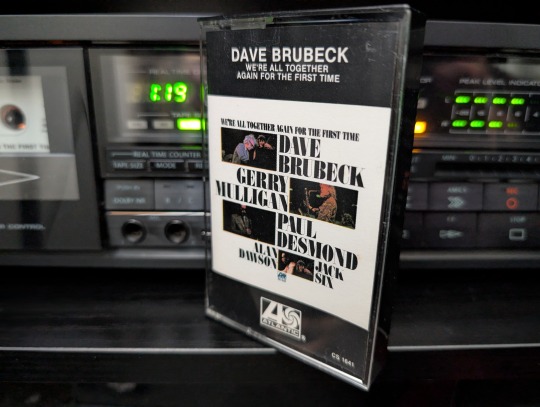 DAVE BRUBECK
WE'RE ALL TOGETHER
AGAIN FOR THE FIRST TIME
WE'RE ALL TOGETHER AGAIN FOR THE FIRST TIME
DAVE
BRUBECK
GERRY
MULLIGAN
PAUL
DESMOND
ALAN
DAWSON
JACK
SIX
ATLANTIC
CS 1641
REAL TIME COUNTER
TAPE SIZE
MODE
DOLBY NR
CONTROL
PEAK LEVEL INDICATOR